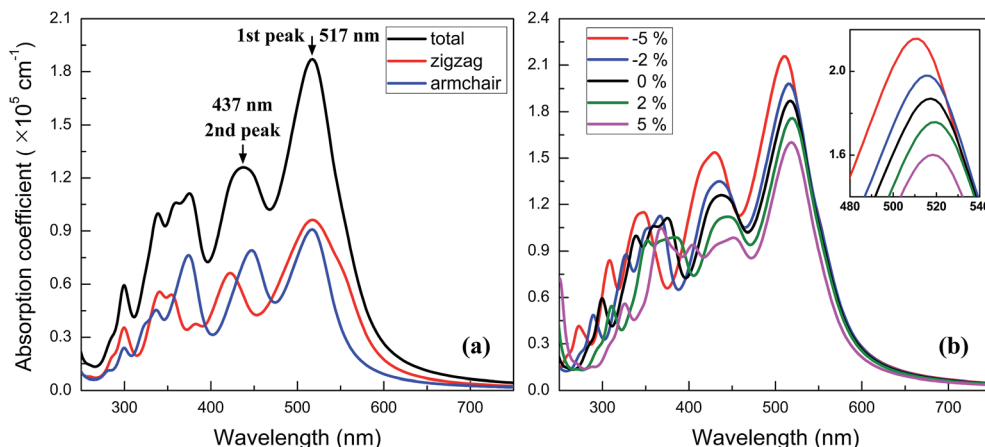 Absorption coefficient ( ×10⁵ cm⁻¹)
2.1
1.8
1.5
1.2
0.9
0.6
0.3
0.0
1st peak 517 nm
437 nm
2nd peak
total
zigzag
armchair
(a)
300 400 500 600 700
Wavelength (nm)
2.4
2.1
1.8
1.5
1.2
0.9
0.6
0.3
0.0
-5 %
-2 %
0 %
2 %
5 %
2.0
1.6
480 500 520 540
(b)
300 400 500 600 700
Wavelength (nm)